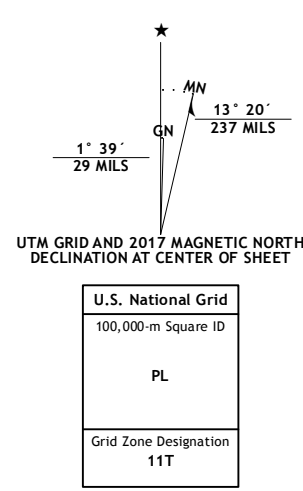 ★
MN
GN
13° 20´
237 MILS
1° 39´
29 MILS
UTM GRID AND 2017 MAGNETIC NORTH
DECLINATION AT CENTER OF SHEET
U.S. National Grid
100,000-m Square ID
PL
Grid Zone Designation
11T